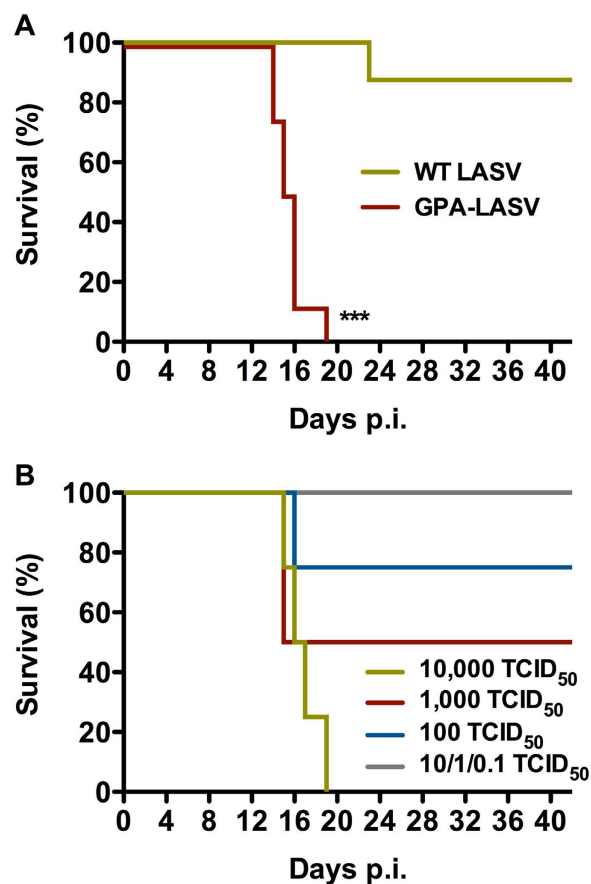 A
100
80
60
40
20
0
Survival (%)
WT LASV
GPA-LASV
***
0 4 8 12 16 20 24 28 32 36 40
Days p.i.
B
100
80
60
40
20
0
Survival (%)
10,000 TCID50
1,000 TCID50
100 TCID50
10/1/0.1 TCID50
0 4 8 12 16 20 24 28 32 36 40
Days p.i.